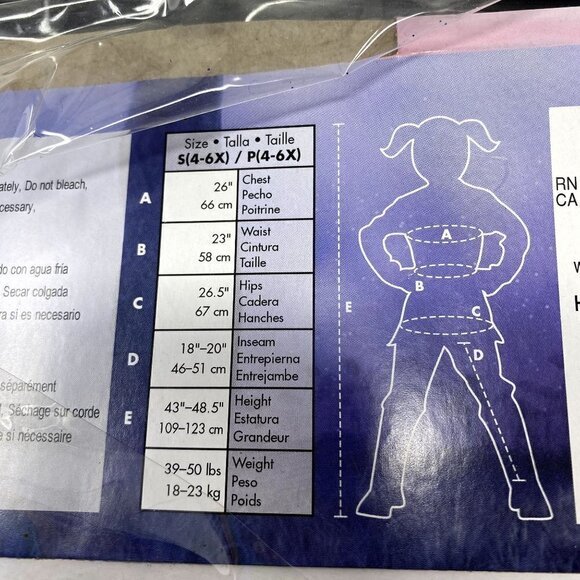 ately, Do not bleach,
cessary,
do con agua fría
. Secar colgada
ra si es necesario
séparément
l, Séchage sur corde
e si nécessaire
Size • Talla • Taille
S(4-6X) / P(4-6X)
A
26"
66 cm
Chest
Pecho
Poitrine
B
23"
58 cm
Waist
Cintura
Taille
C
26.5"
67 cm
Hips
Cadera
Hanches
D
18"–20"
46–51 cm
Inseam
Entrepierna
Entrejambe
E
43"–48.5"
109–123 cm
Height
Estatura
Grandeur
39–50 lbs
18–23 kg
Weight
Peso
Poids
A
B
C
D
E
RN
CA
W
H